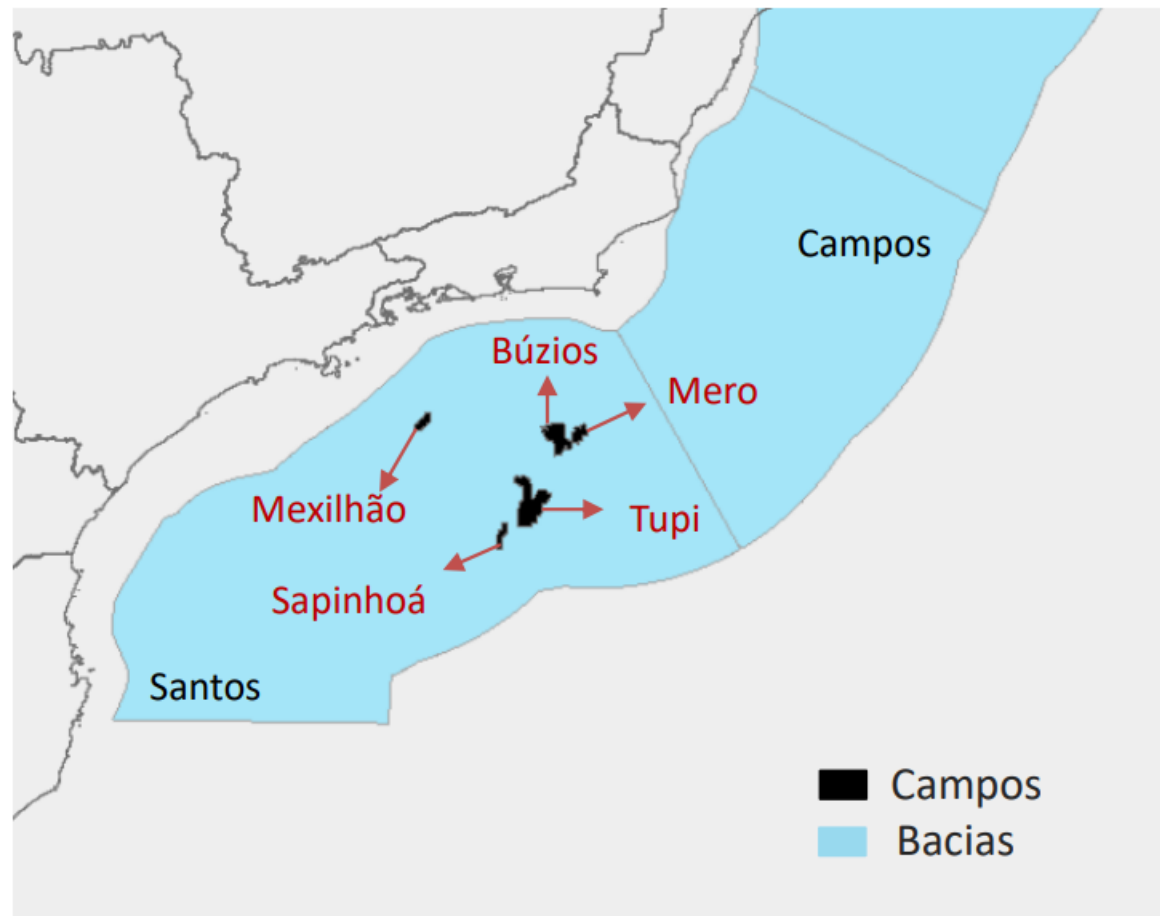 Campos
Búzios
Mero
Mexilhão
Tupi
Sapinhoá
Santos
Campos
Bacias